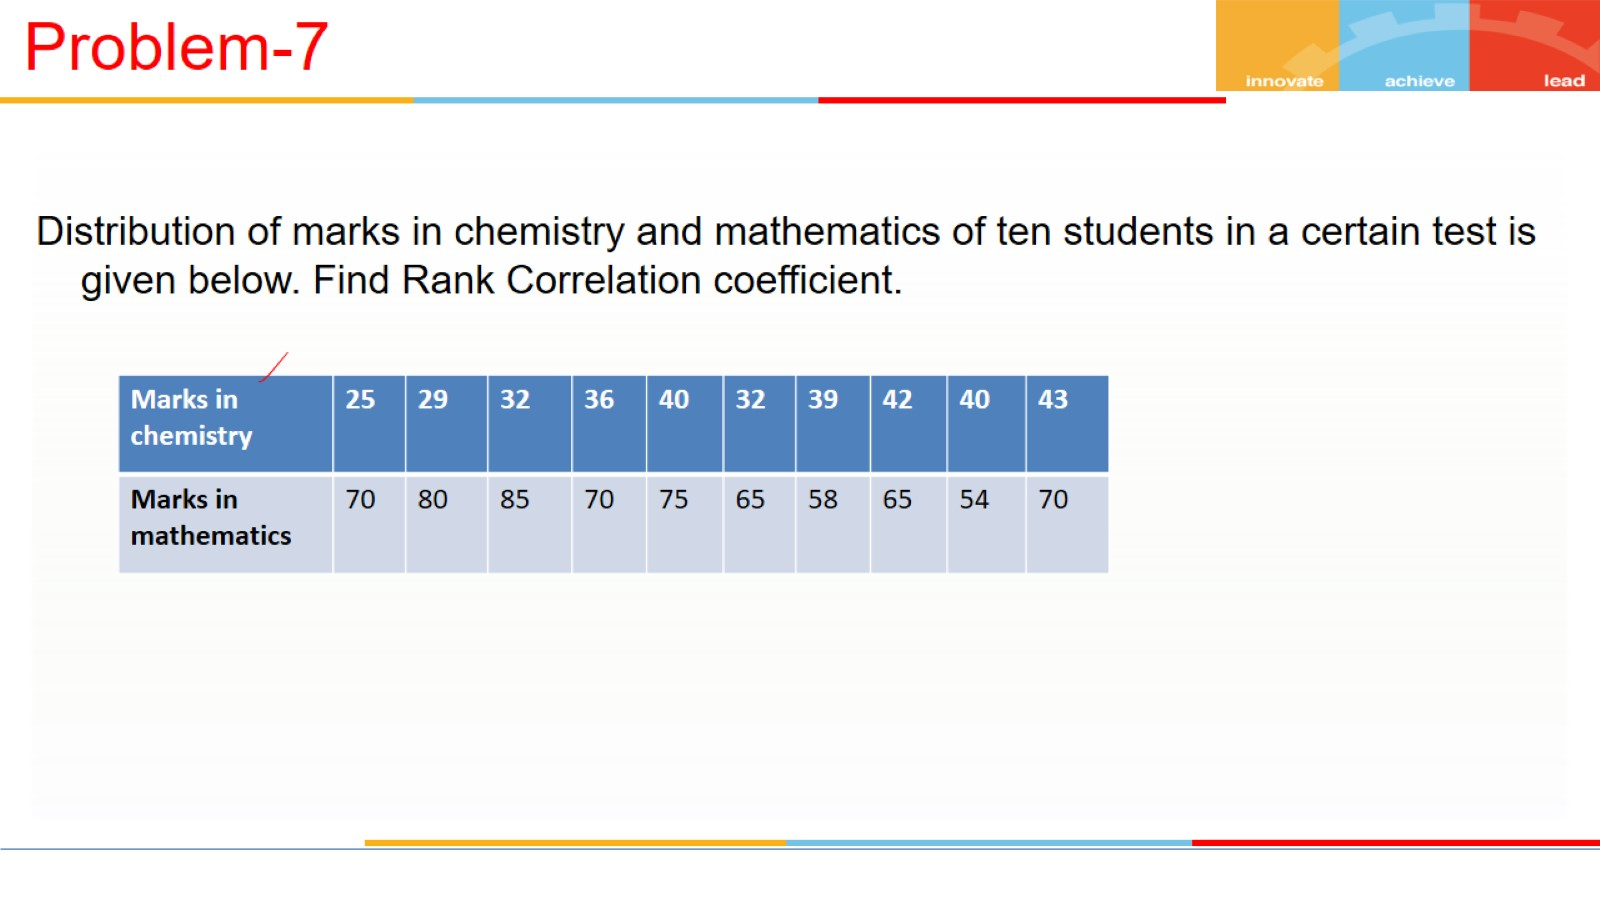 Problem-7
innovate achieve lead
Distribution of marks in chemistry and mathematics of ten students in a certain test is
given below. Find Rank Correlation coefficient.
Marks in 25 29 32 36 40 32 39 42 40 43
chemistry
Marks in 70 80 85 70 75 65 58 65 54 70
mathematics